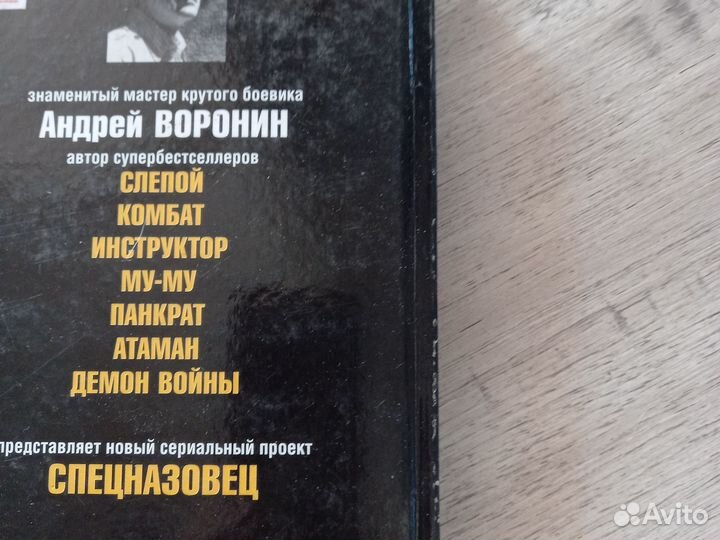 знаменитый мастер крутого боевика
Андрей ВОРОНИН
автор супербестселлеров
СЛЕПОЙ
КОМБАТ
ИНСТРУКТОР
МУ-МУ
ПАНКРАТ
АТАМАН
ДЕМОН ВОЙНЫ
представляет новый сериальный проект
СПЕЦНАЗОВЕЦ
Avito